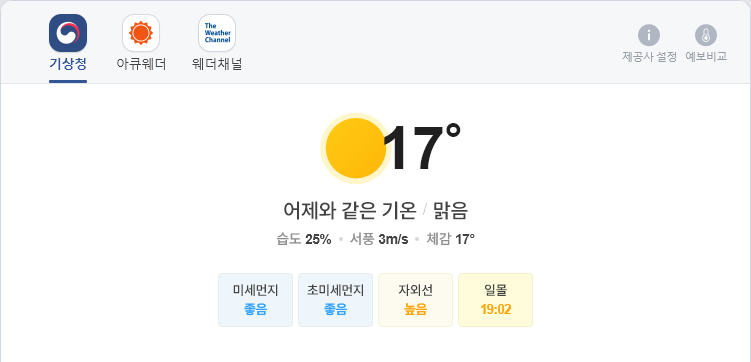 The
Weather
Channel
기상청 아큐웨더 웨더채널
제공사 설정 예보비교
17°
어제와 같은 기온 / 맑음
습도 25% • 서풍 3m/s • 체감 17°
미세먼지 초미세먼지 자외선 일몰
좋음 좋음 높음 19:02